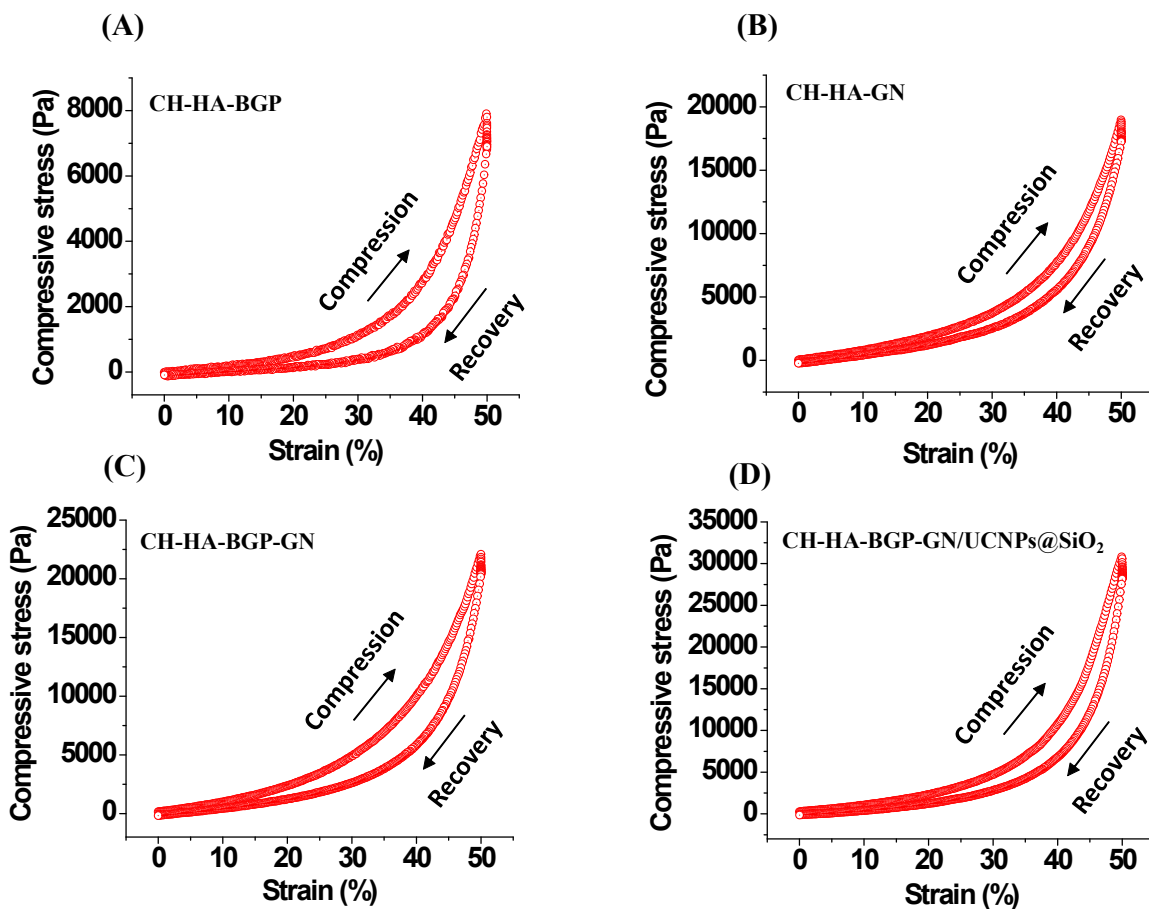 (A)
CH-HA-BGP
Compressive stress (Pa)
8000
6000
4000
2000
0
Compression
Recovery
0 10 20 30 40 50
Strain (%)
(B)
CH-HA-GN
Compressive stress (Pa)
20000
15000
10000
5000
0
Compression
Recovery
0 10 20 30 40 50
Strain (%)
(C)
CH-HA-BGP-GN
Compressive stress (Pa)
25000
20000
15000
10000
5000
0
Compression
Recovery
0 10 20 30 40 50
Strain (%)
(D)
CH-HA-BGP-GN/UCNPs@SiO₂
Compressive stress (Pa)
35000
30000
25000
20000
15000
10000
5000
0
Compression
Recovery
0 10 20 30 40 50
Strain (%)